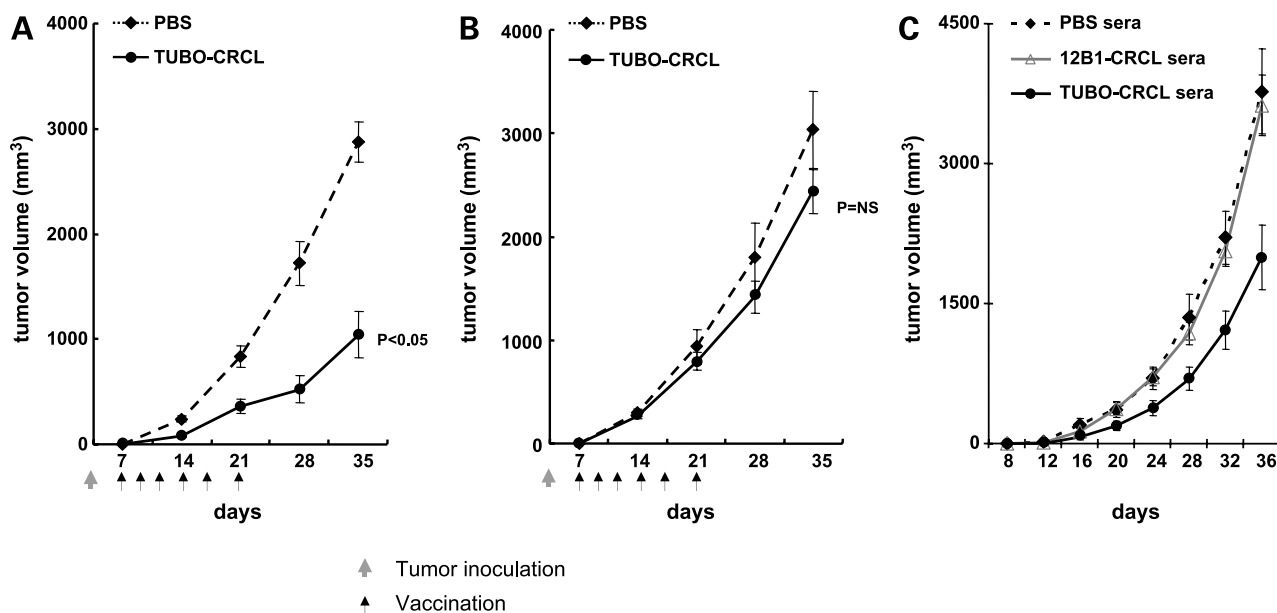 A
PBS
TUBO-CRCL
tumor volume (mm³)
4000
3000
2000
1000
0
P<0.05
7 14 21 28 35
days
B
PBS
TUBO-CRCL
tumor volume (mm³)
4000
3000
2000
1000
0
P=NS
7 14 21 28 35
days
C
PBS sera
12B1-CRCL sera
TUBO-CRCL sera
tumor volume (mm³)
4500
3000
1500
0
8 12 16 20 24 28 32 36
days
Tumor inoculation
Vaccination